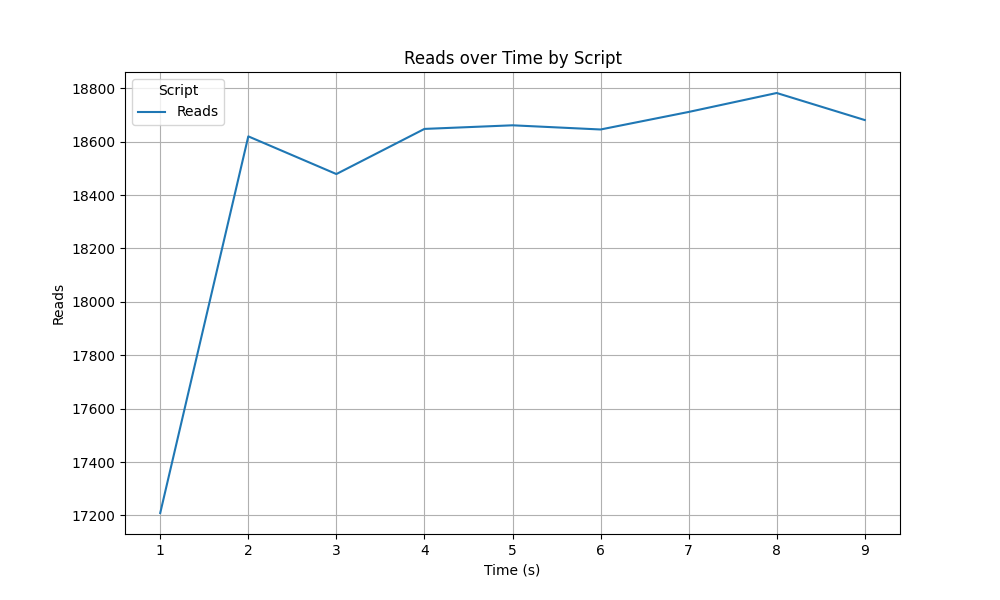 Reads over Time by Script
18800
18600
18400
18200
18000
17800
17600
17400
17200
Reads
Script
Reads
1 2 3 4 5 6 7 8 9
Time (s)